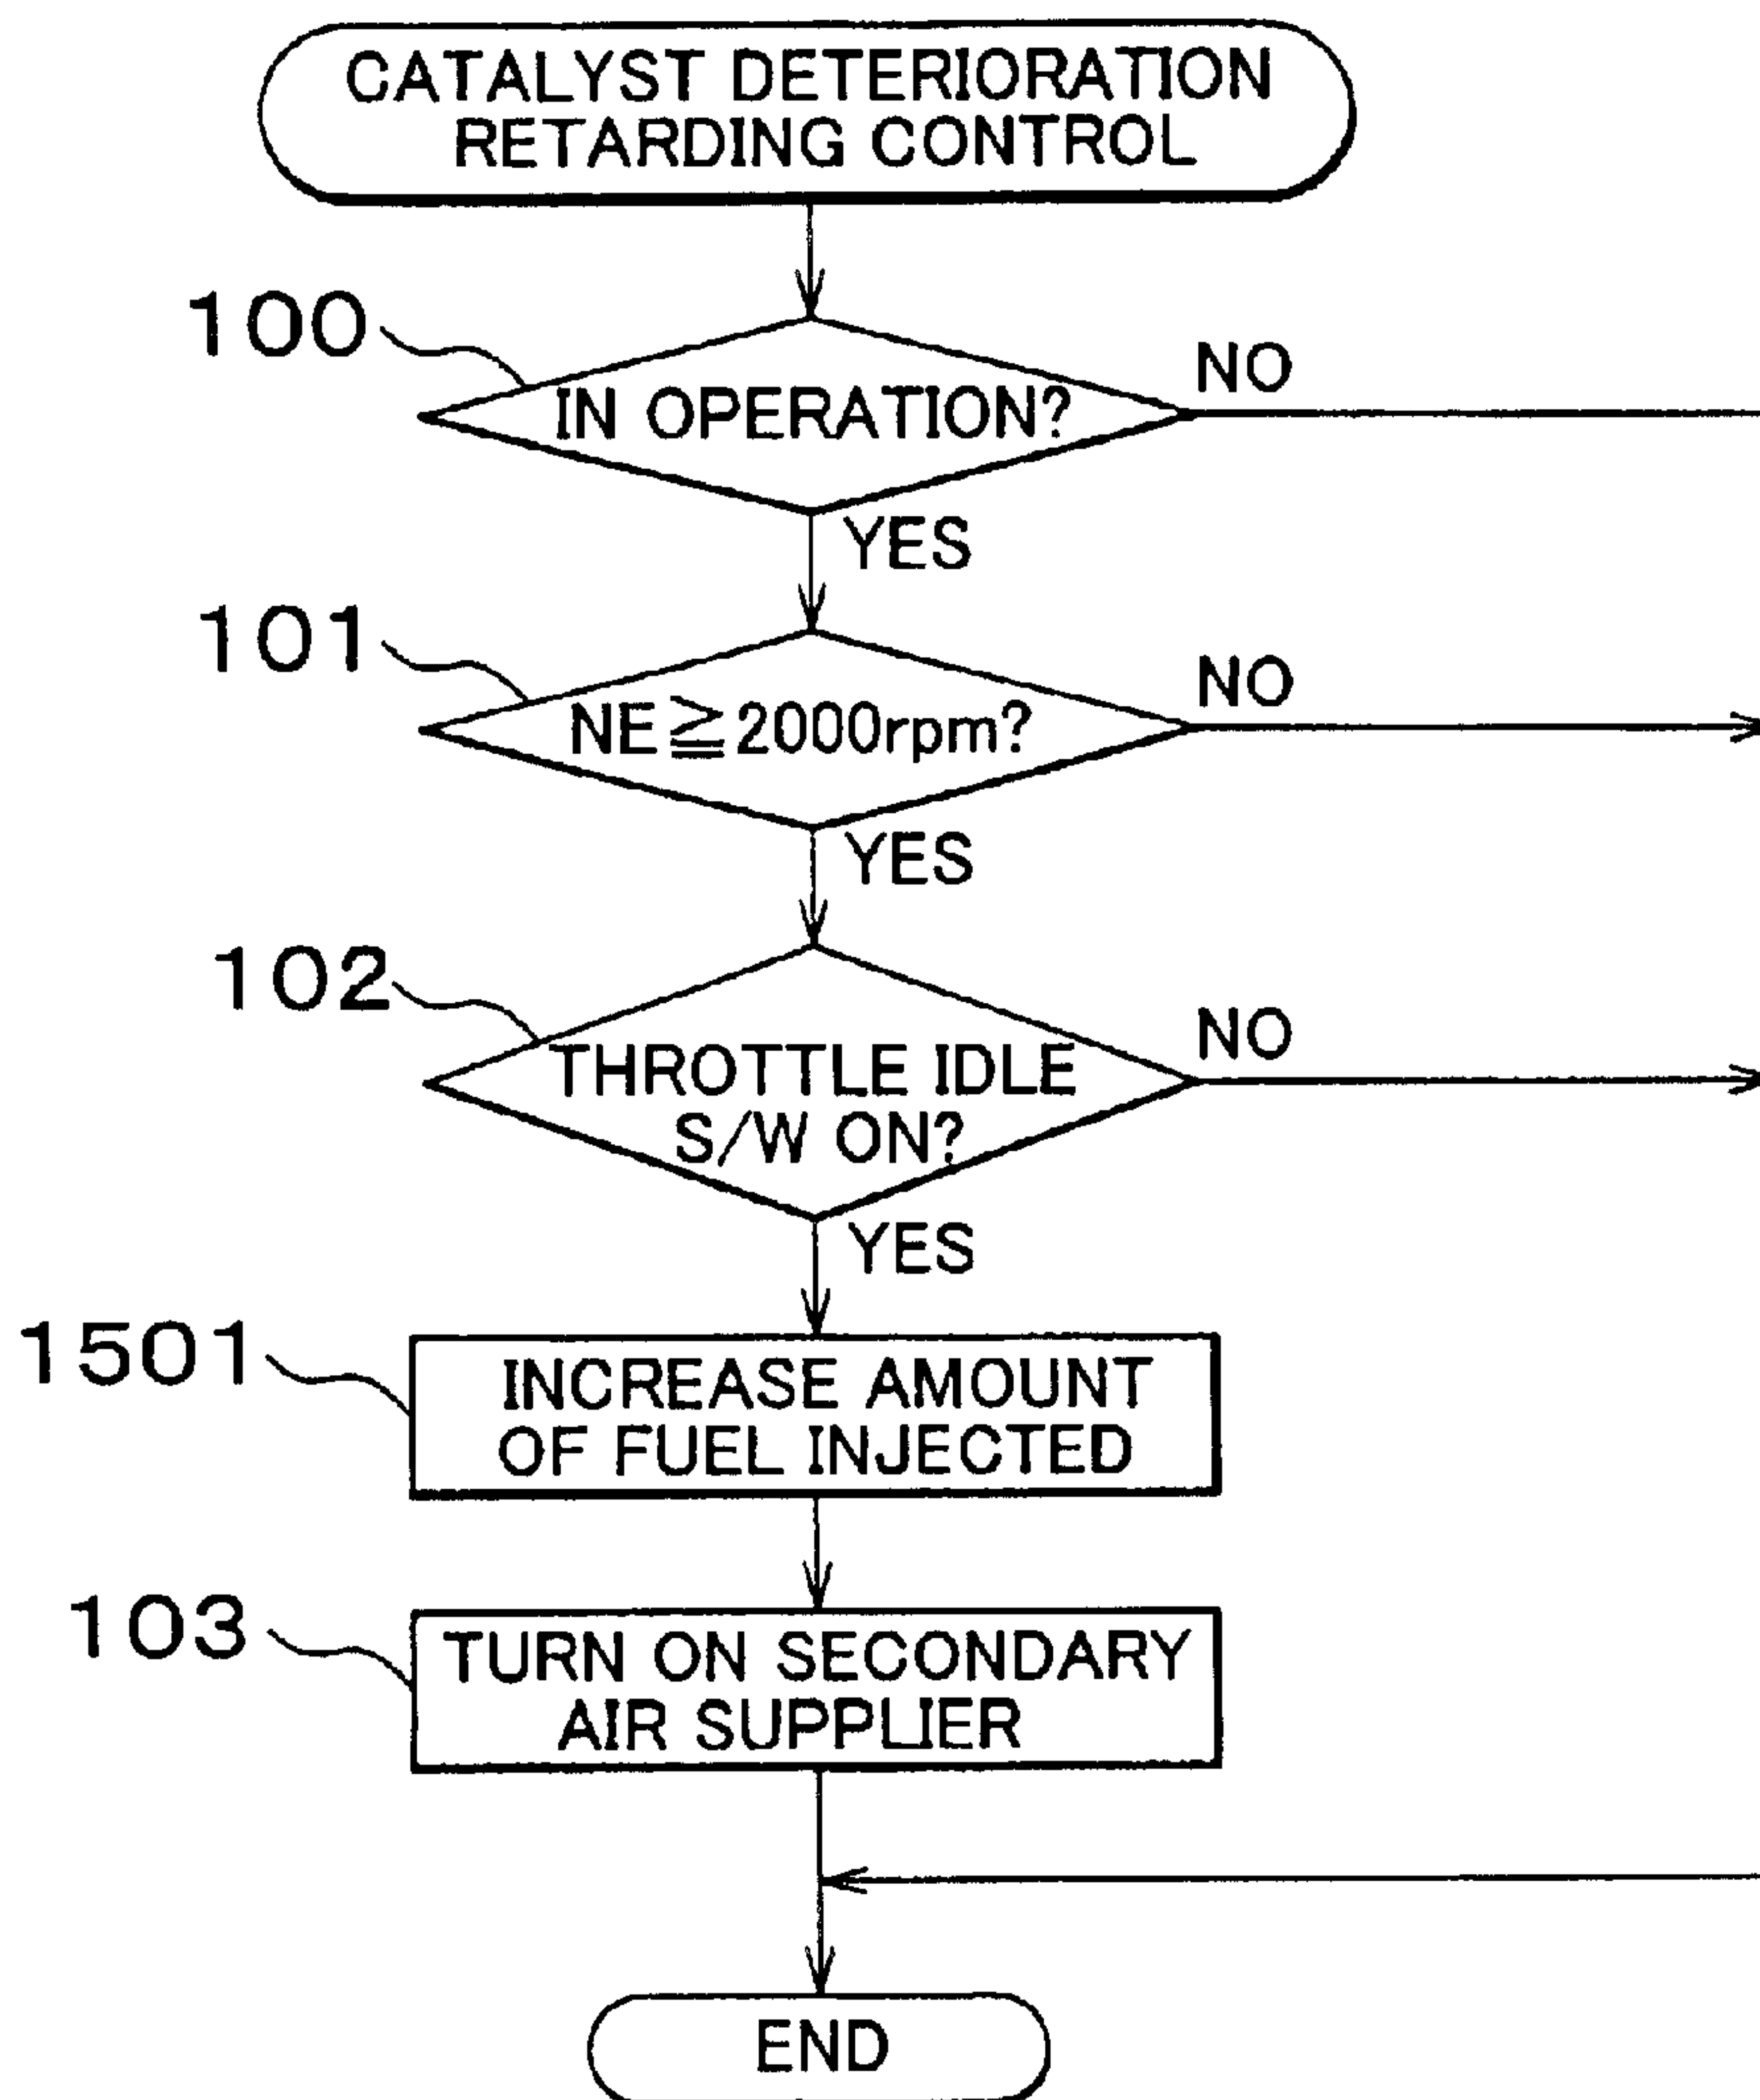 CATALYST DETERIORATION
RETARDING CONTROL
100
IN OPERATION?
NO
YES
101
NE≧2000rpm?
NO
YES
102
THROTTLE IDLE
S/W ON?
NO
YES
1501
INCREASE AMOUNT
OF FUEL INJECTED
103
TURN ON SECONDARY
AIR SUPPLIER
END